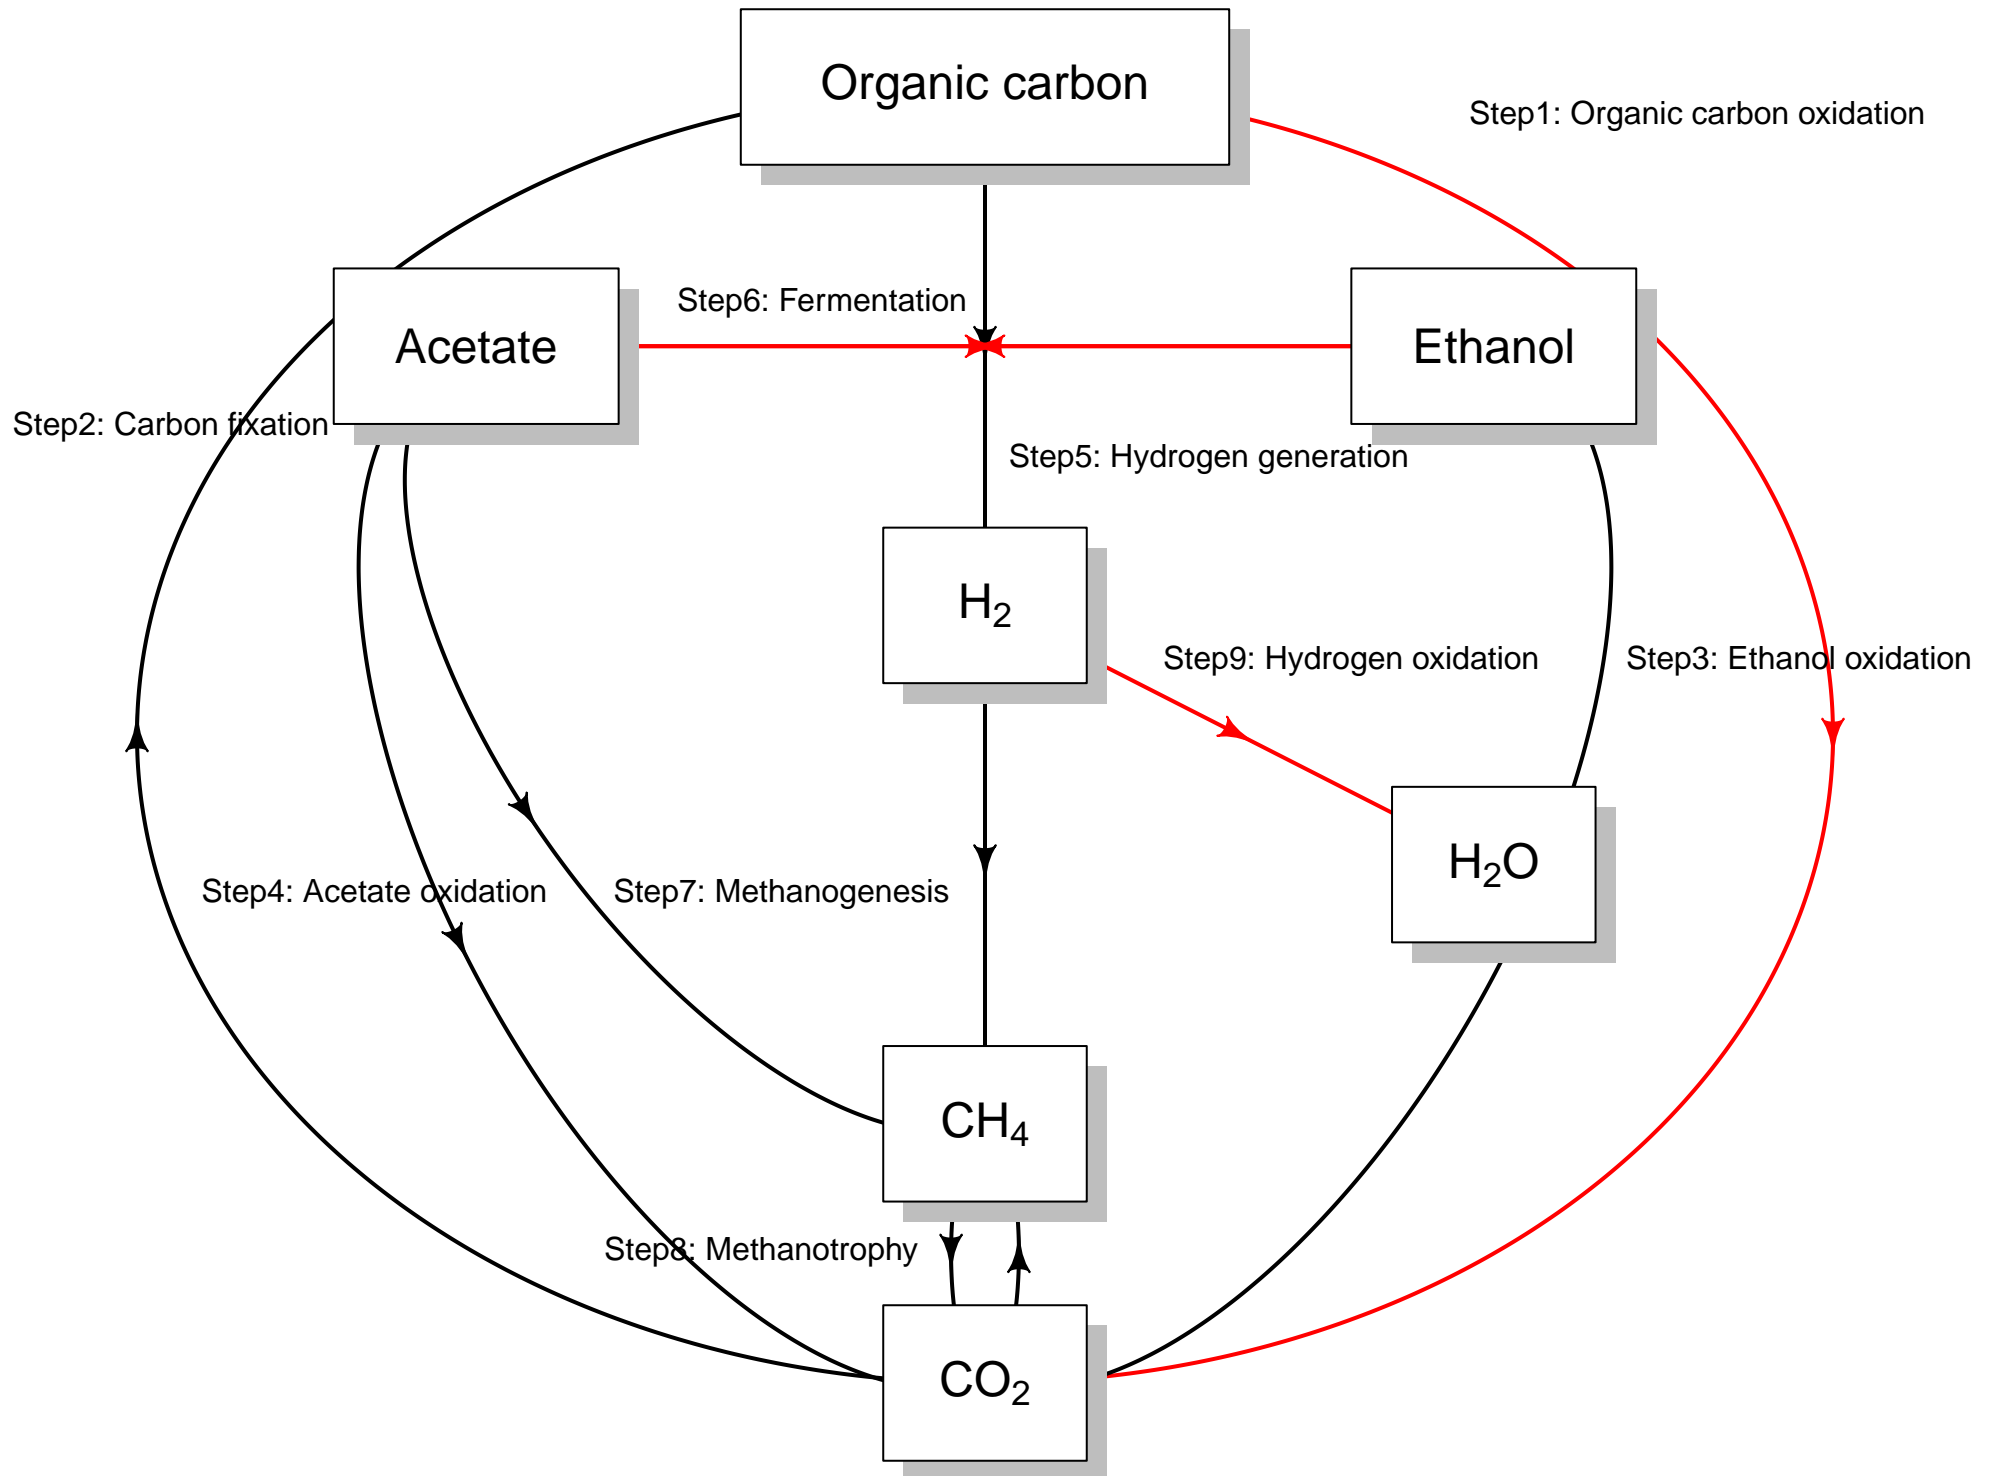 Organic carbon
Step1: Organic carbon oxidation
Step6: Fermentation
Acetate
Ethanol
Step2: Carbon fixation
Step5: Hydrogen generation
H₂
Step9: Hydrogen oxidation
Step3: Ethanol oxidation
H₂O
Step4: Acetate oxidation
Step7: Methanogenesis
CH₄
Step8: Methanotrophy
CO₂